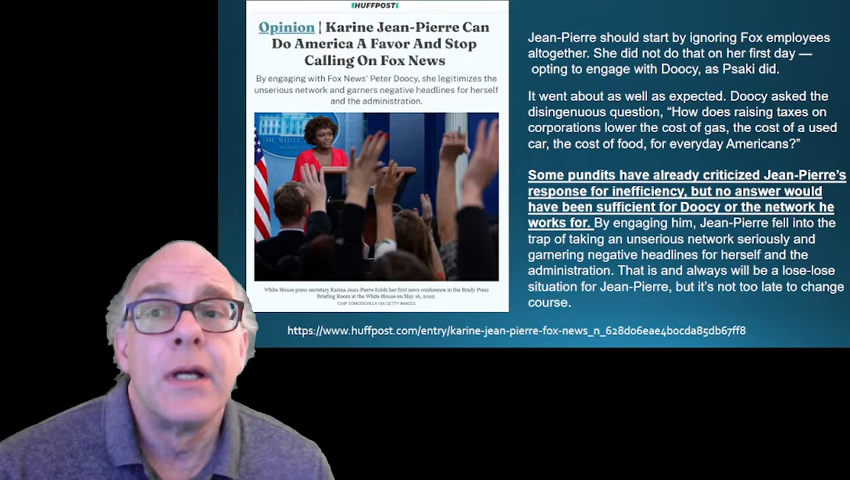 HUFFPOST
Opinion | Karine Jean-Pierre Can
Do America A Favor And Stop
Calling On Fox News
By engaging with Fox News' Peter Doocy, she legitimizes the
unserious network and garners negative headlines for herself
and the administration.
White House press secretary Karine Jean-Pierre holds her first news conference in the Brady Press
Briefing Room at the White House on May 16, 2022.
CHIP SOMODEVILLA VIA GETTY IMAGES
Jean-Pierre should start by ignoring Fox employees
altogether. She did not do that on her first day —
opting to engage with Doocy, as Psaki did.
It went about as well as expected. Doocy asked the
disingenuous question, “How does raising taxes on
corporations lower the cost of gas, the cost of a used
car, the cost of food, for everyday Americans?”
Some pundits have already criticized Jean-Pierre’s
response for inefficiency, but no answer would
have been sufficient for Doocy or the network he
works for. By engaging him, Jean-Pierre fell into the
trap of taking an unserious network seriously and
garnering negative headlines for herself and the
administration. That is and always will be a lose-lose
situation for Jean-Pierre, but it’s not too late to change
course.
https://www.huffpost.com/entry/karine-jean-pierre-fox-news_n_628d06eae4b0cda85db67ff8